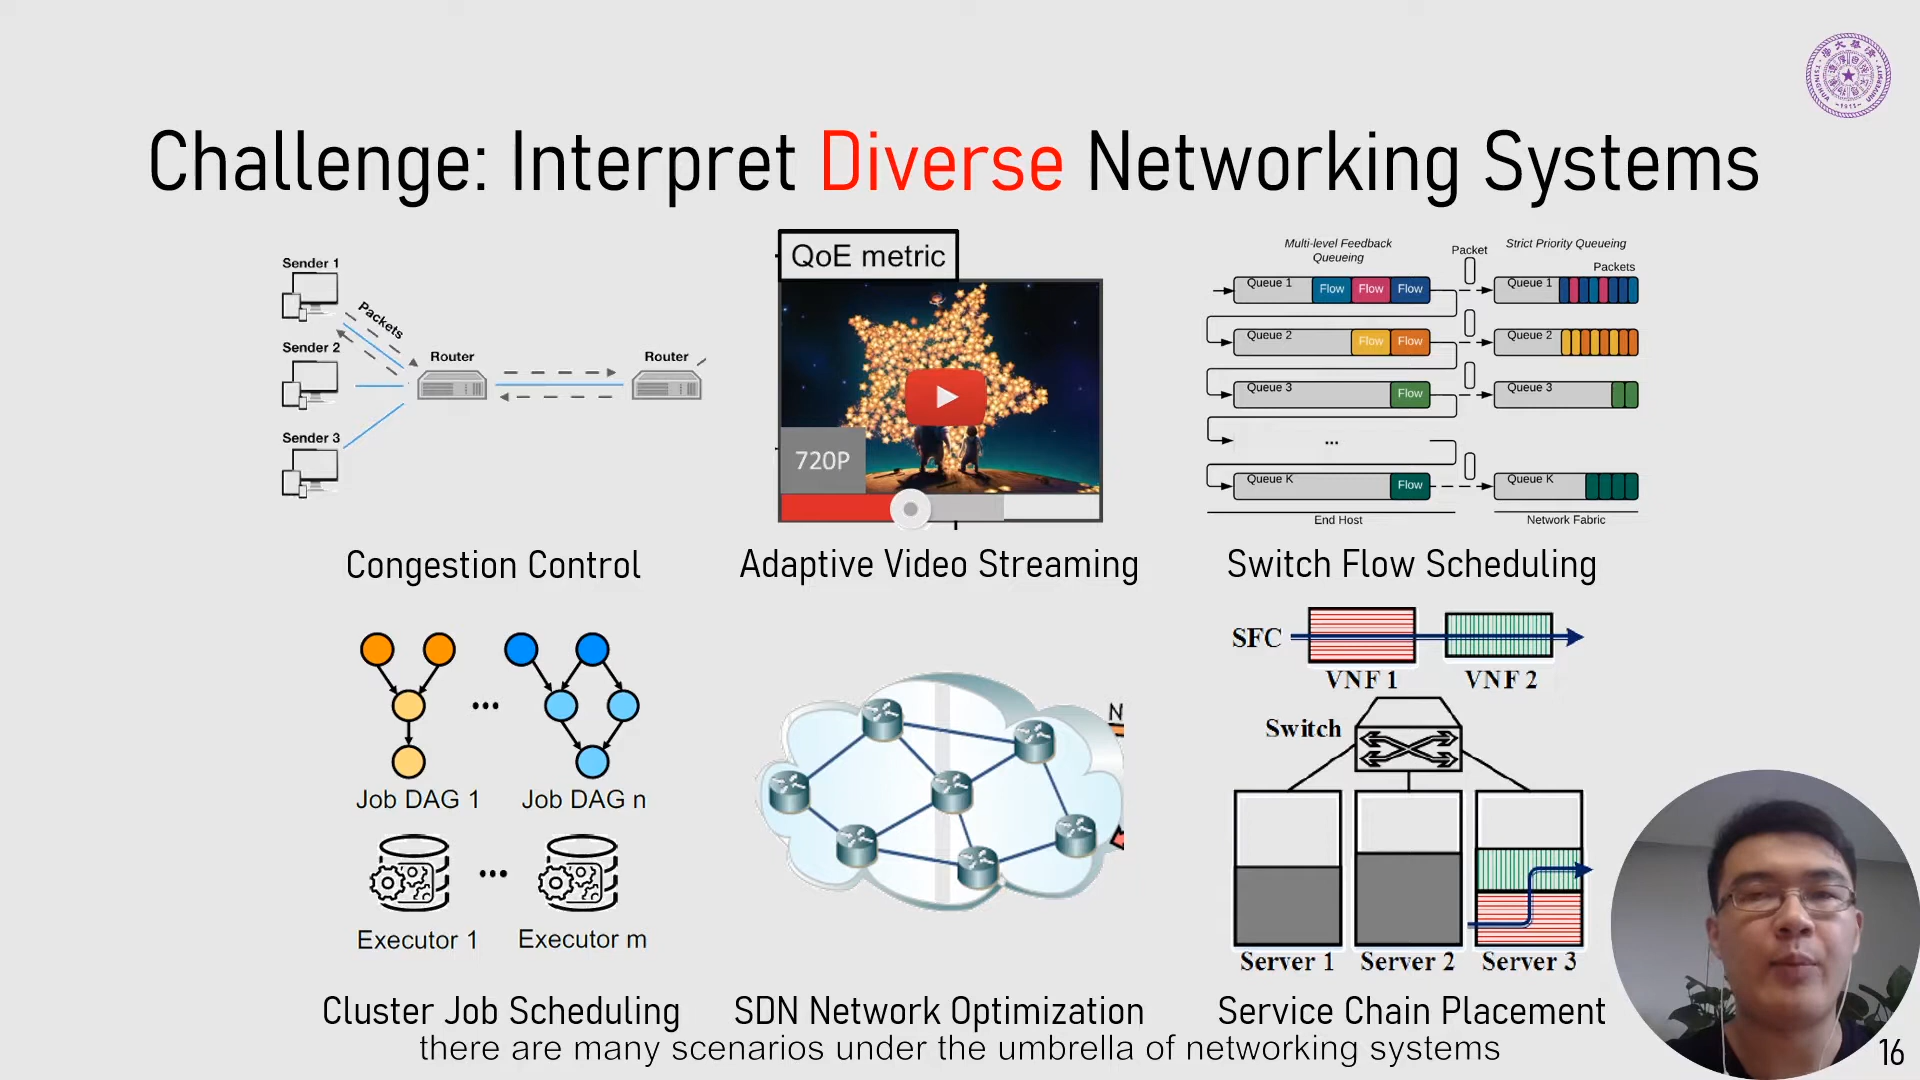 Challenge: Interpret Diverse Networking Systems
Sender 1
Packets
Sender 2
Router
Router
Sender 3
Congestion Control
QoE metric
720P
Adaptive Video Streaming
Multi-level Feedback
Queueing
Packet
Strict Priority Queueing
Packets
Queue 1
Flow
Flow
Flow
Queue 1
Queue 2
Flow
Flow
Queue 2
Queue 3
Flow
Queue 3
...
Queue K
Flow
Queue K
End Host
Network Fabric
Switch Flow Scheduling
...
Job DAG 1
Job DAG n
...
Executor 1
Executor m
Cluster Job Scheduling
N
SDN Network Optimization
SFC
VNF 1
VNF 2
Switch
Server 1
Server 2
Server 3
Service Chain Placement
there are many scenarios under the umbrella of networking systems
16
TSINGHUA UNIVERSITY